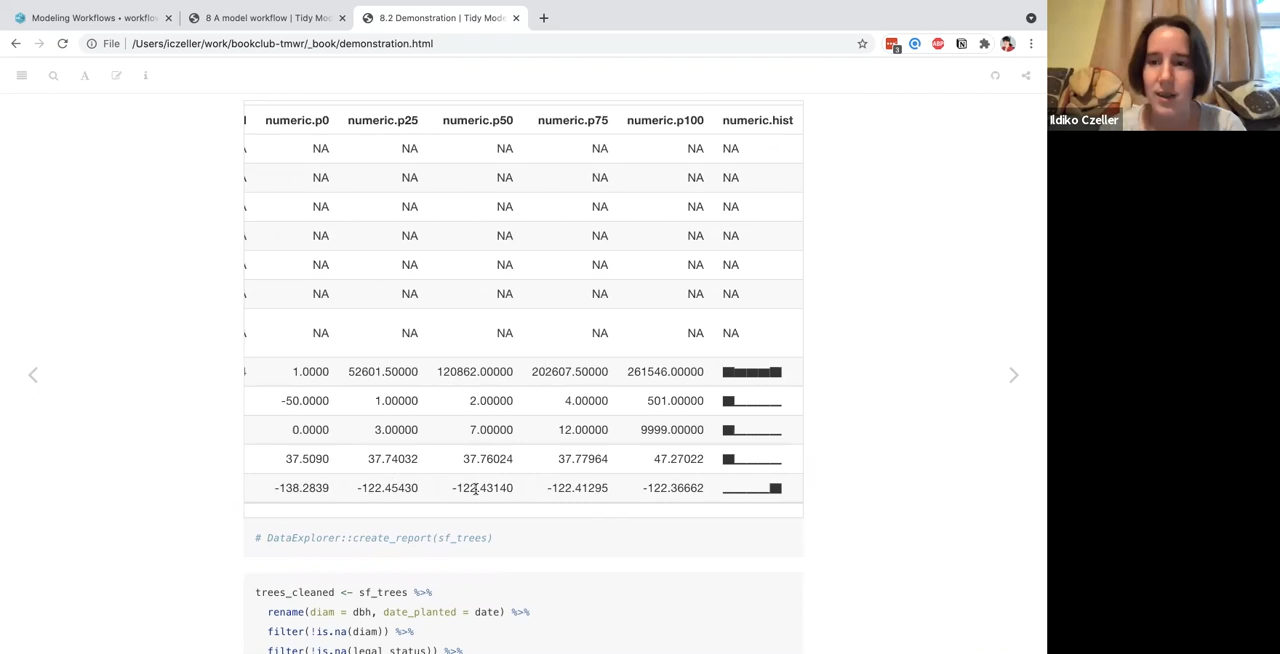 Modeling Workflows • workflow
8 A model workflow | Tidy Mod
8.2 Demonstration | Tidy Mode
File | /Users/iczeller/work/bookclub-tmwr/_book/demonstration.html
3
ABP
Ildiko Czeller
numeric.p0 numeric.p25 numeric.p50 numeric.p75 numeric.p100 numeric.hist
NA NA NA NA NA NA
NA NA NA NA NA NA
NA NA NA NA NA NA
NA NA NA NA NA NA
NA NA NA NA NA NA
NA NA NA NA NA NA
NA NA NA NA NA NA
1.0000 52601.50000 120862.00000 202607.50000 261546.00000
-50.0000 1.00000 2.00000 4.00000 501.00000
0.0000 3.00000 7.00000 12.00000 9999.00000
37.5090 37.74032 37.76024 37.77964 47.27022
-138.2839 -122.45430 -122.43140 -122.41295 -122.36662
# DataExplorer::create_report(sf_trees)
trees_cleaned <- sf_trees %>%
rename(diam = dbh, date_planted = date) %>%
filter(!is.na(diam)) %>%
filter(!is.na(legal_status)) %>%